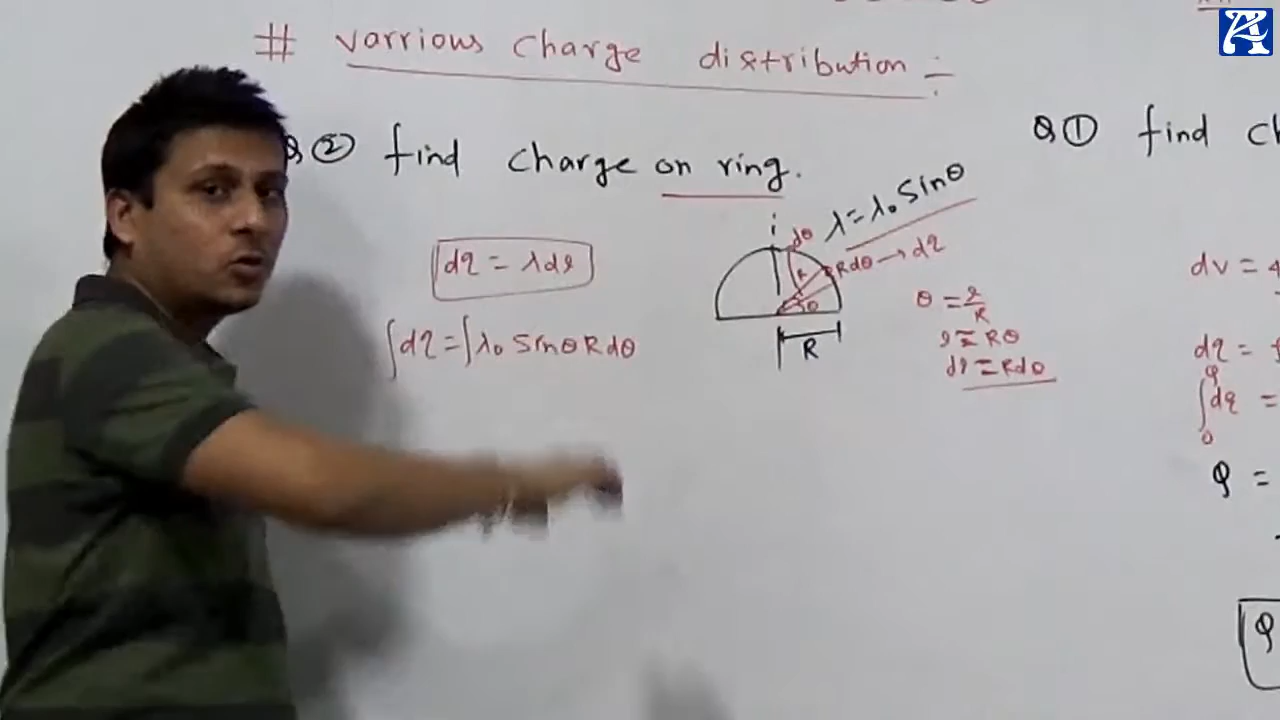 # varrious charge distribution :-
Q② find charge on ring.
Q① find
λ=λ₀ sinθ
dq = λdl
dθ
Rdθ → dq
R
θ
R
∫dq = ∫λ₀ sinθ Rdθ
θ = l/R
l = Rθ
dl = Rdθ
dv =
dq =
∫₀^Q dq =
Q =
Q